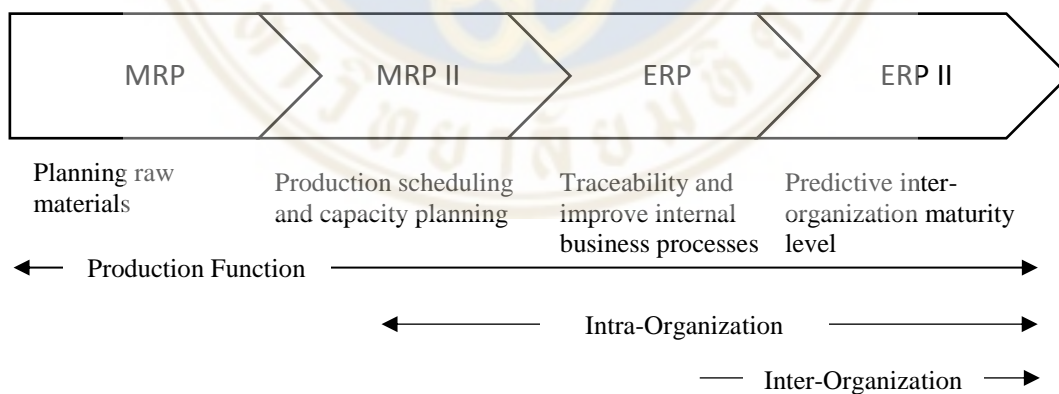 MRP
MRP II
ERP
ERP II
Planning raw
materials
Production scheduling
and capacity planning
Traceability and
improve internal
business processes
Predictive inter-
organization maturity
level
Production Function
Intra-Organization
Inter-Organization